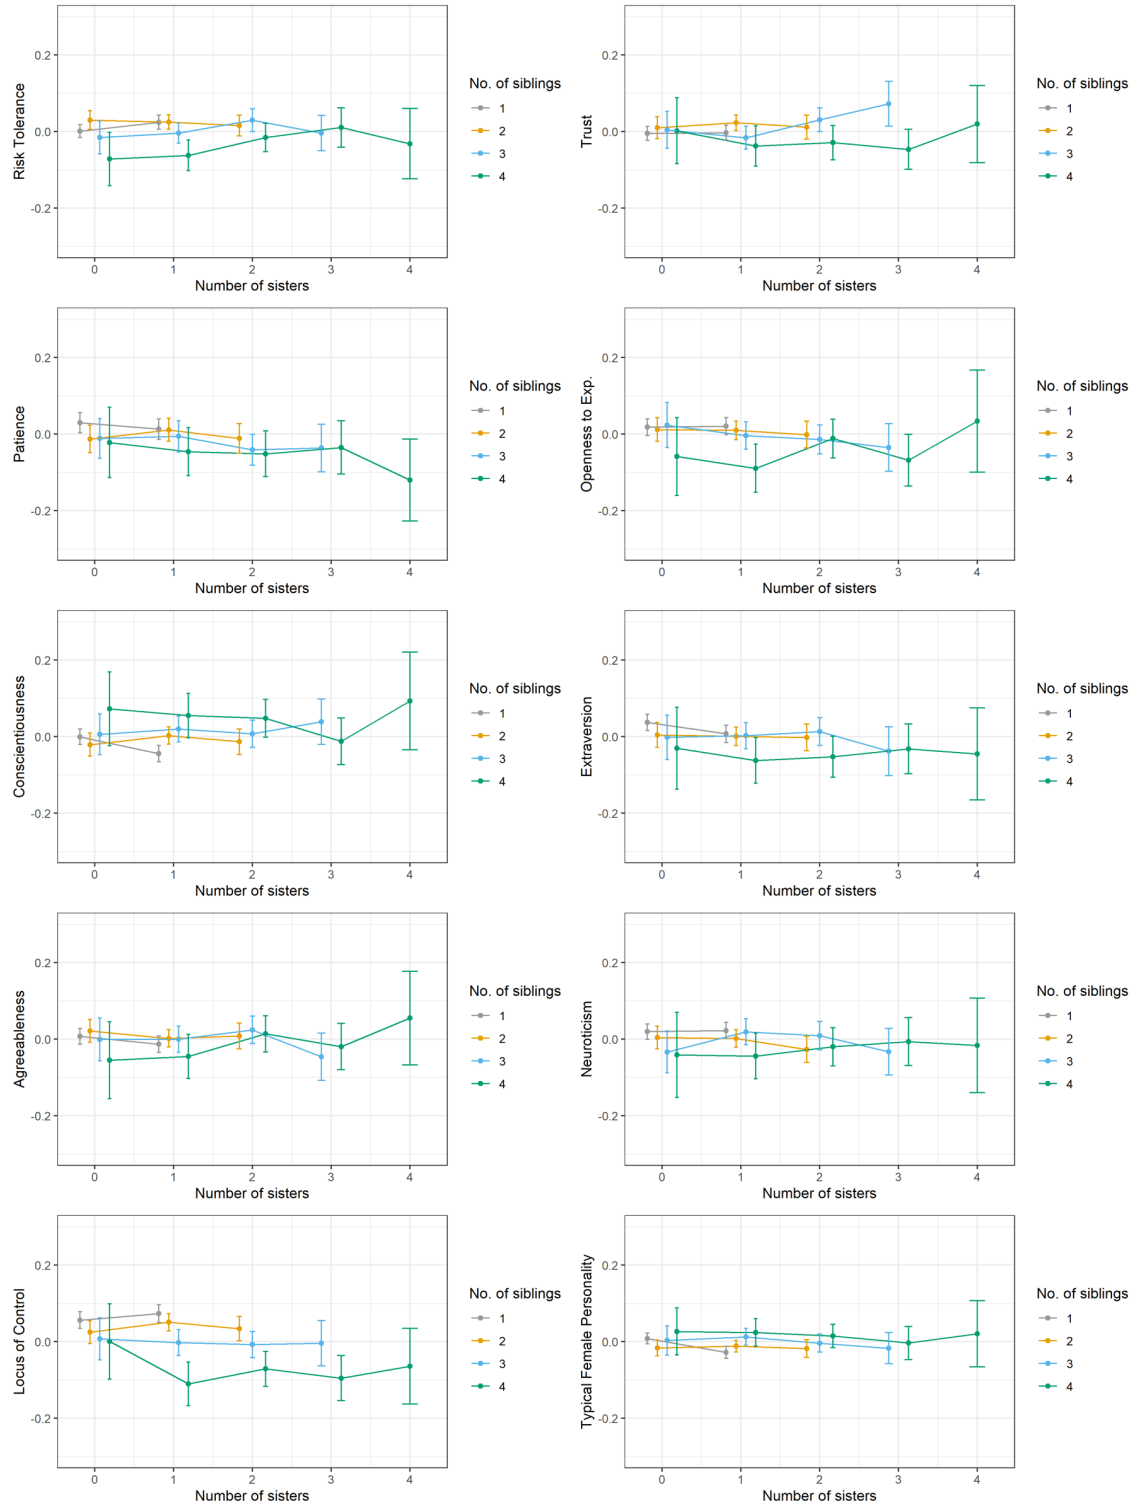 Risk Tolerance
0.2
0.0
-0.2
0 1 2 3 4
Number of sisters
No. of siblings
1
2
3
4
Trust
0.2
0.0
-0.2
0 1 2 3 4
Number of sisters
No. of siblings
1
2
3
4
Patience
0.2
0.0
-0.2
0 1 2 3 4
Number of sisters
No. of siblings
1
2
3
4
Openness to Exp.
0.2
0.0
-0.2
0 1 2 3 4
Number of sisters
No. of siblings
1
2
3
4
Conscientiousness
0.2
0.0
-0.2
0 1 2 3 4
Number of sisters
No. of siblings
1
2
3
4
Extraversion
0.2
0.0
-0.2
0 1 2 3 4
Number of sisters
No. of siblings
1
2
3
4
Agreeableness
0.2
0.0
-0.2
0 1 2 3 4
Number of sisters
No. of siblings
1
2
3
4
Neuroticism
0.2
0.0
-0.2
0 1 2 3 4
Number of sisters
No. of siblings
1
2
3
4
Locus of Control
0.2
0.0
-0.2
0 1 2 3 4
Number of sisters
No. of siblings
1
2
3
4
Typical Female Personality
0.2
0.0
-0.2
0 1 2 3 4
Number of sisters
No. of siblings
1
2
3
4